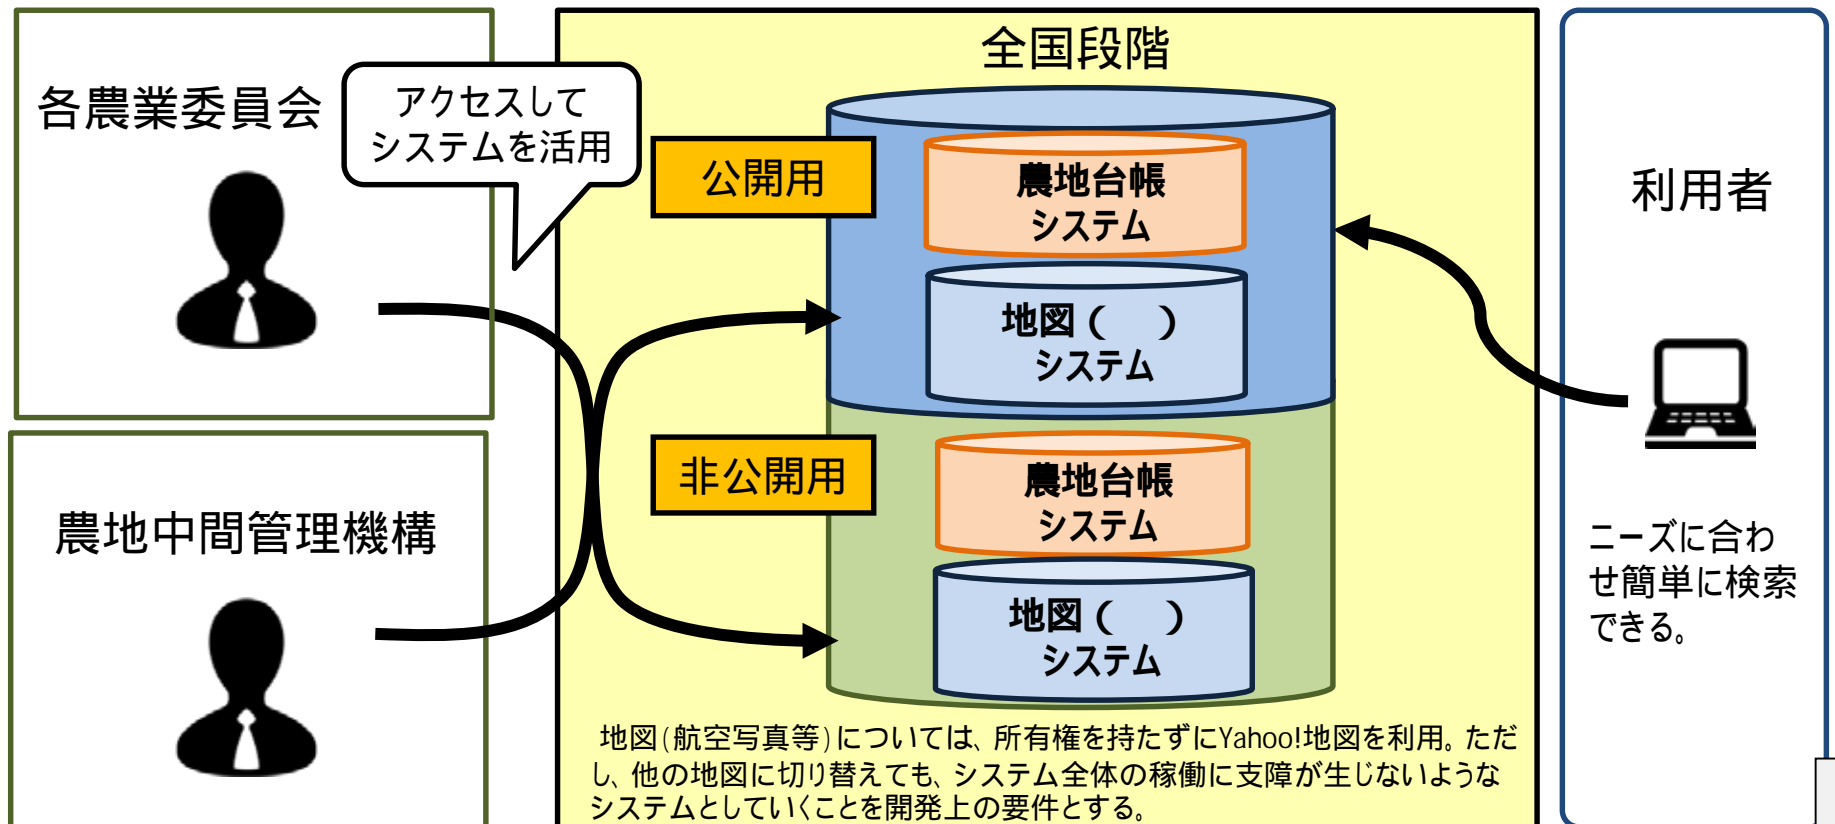 全国段階
各農業委員会
アクセスして
システムを活用
公開用
農地台帳
システム
地図（　）
システム
利用者
非公開用
農地台帳
システム
地図（　）
システム
農地中間管理機構
ニーズに合わ
せ簡単に検索
できる。
地図(航空写真等)については、所有権を持たずにYahoo!地図を利用。ただ
し、他の地図に切り替えても、システム全体の稼働に支障が生じないような
システムとしていくことを開発上の要件とする。